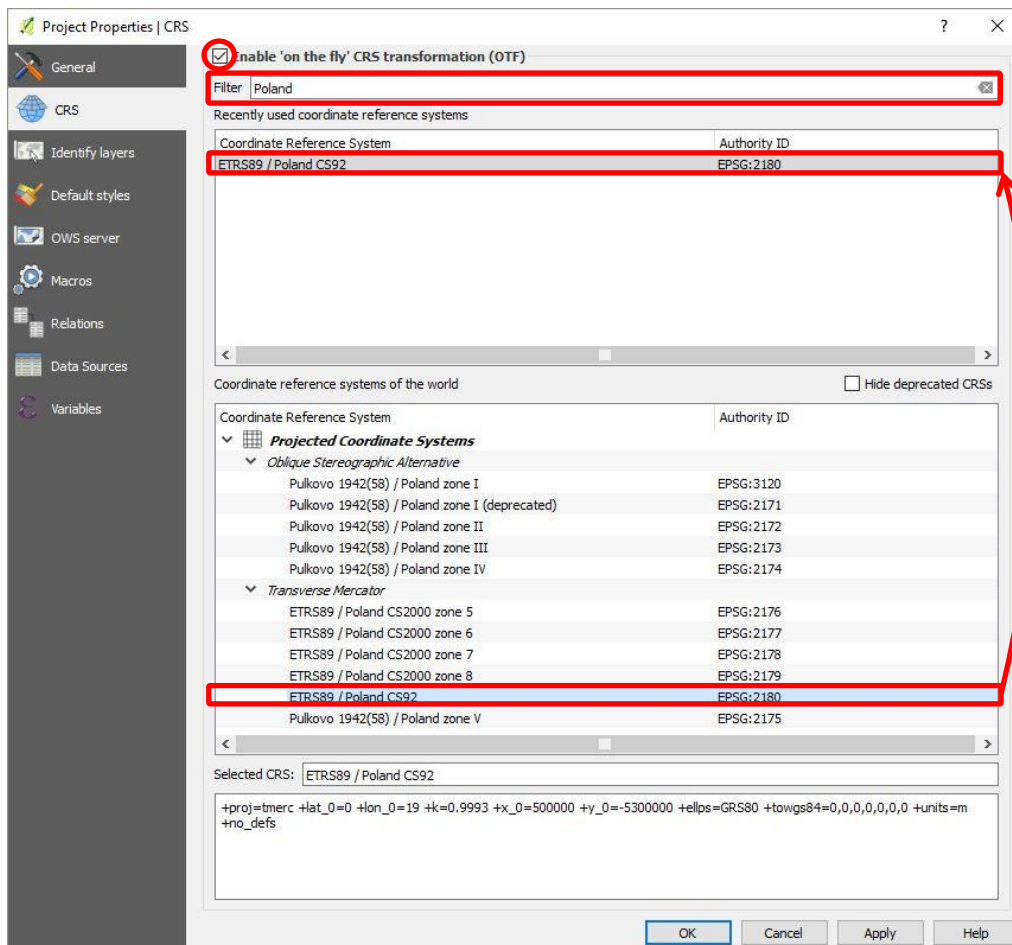 Project Properties | CRS
?
General
CRS
Identify layers
Default styles
OWS server
Macros
Relations
Data Sources
Variables
Enable 'on the fly' CRS transformation (OTF)
Filter Poland
Recently used coordinate reference systems
Coordinate Reference System Authority ID
ETRS89 / Poland CS92 EPSG:2180
Coordinate reference systems of the world Hide deprecated CRSs
Coordinate Reference System Authority ID
Projected Coordinate Systems
Oblique Stereographic Alternative
Pulkovo 1942(58) / Poland zone I EPSG:3120
Pulkovo 1942(58) / Poland zone I (deprecated) EPSG:2171
Pulkovo 1942(58) / Poland zone II EPSG:2172
Pulkovo 1942(58) / Poland zone III EPSG:2173
Pulkovo 1942(58) / Poland zone IV EPSG:2174
Transverse Mercator
ETRS89 / Poland CS2000 zone 5 EPSG:2176
ETRS89 / Poland CS2000 zone 6 EPSG:2177
ETRS89 / Poland CS2000 zone 7 EPSG:2178
ETRS89 / Poland CS2000 zone 8 EPSG:2179
ETRS89 / Poland CS92 EPSG:2180
Pulkovo 1942(58) / Poland zone V EPSG:2175
Selected CRS: ETRS89 / Poland CS92
+proj=tmerc +lat_0=0 +lon_0=19 +k=0.9993 +x_0=500000 +y_0=-5300000 +ellps=GRS80 +towgs84=0,0,0,0,0,0,0 +units=m
+no_defs
OK Cancel Apply Help